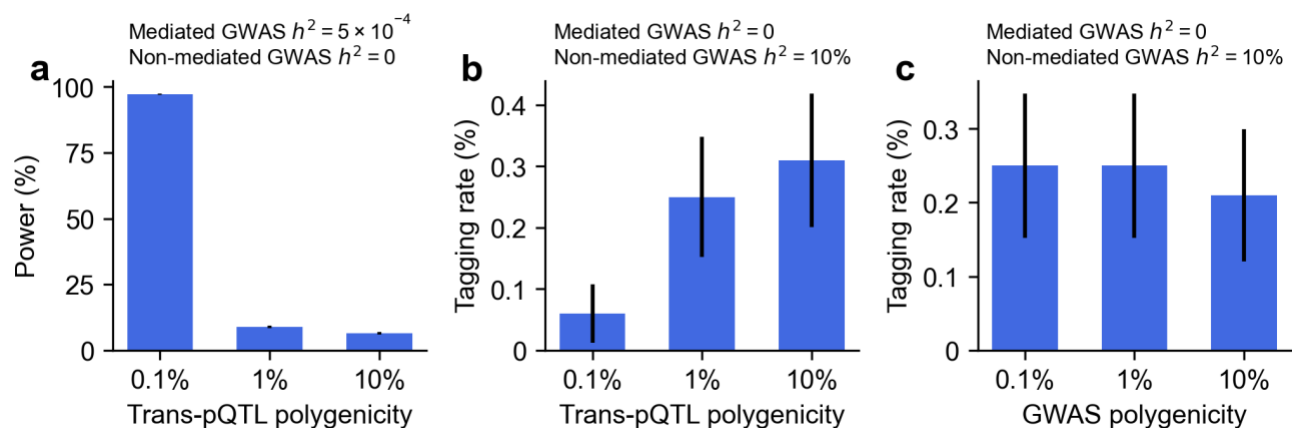 a
Mediated GWAS h² = 5 × 10⁻⁴
Non-mediated GWAS h² = 0
Power (%)
100
75
50
25
0
0.1% 1% 10%
Trans-pQTL polygenicity
b
Mediated GWAS h² = 0
Non-mediated GWAS h² = 10%
Tagging rate (%)
0.4
0.3
0.2
0.1
0
0.1% 1% 10%
Trans-pQTL polygenicity
c
Mediated GWAS h² = 0
Non-mediated GWAS h² = 10%
Tagging rate (%)
0.3
0.2
0.1
0
0.1% 1% 10%
GWAS polygenicity